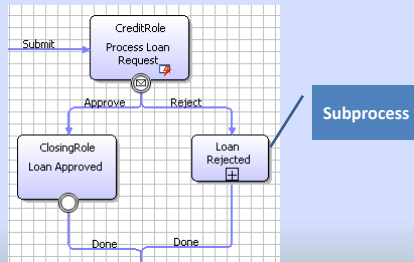 CreditRole
Submit
Process Loan
Request
Approve
Reject
Subprocess
ClosingRole
Loan Approved
Loan
Rejected
Done
Done